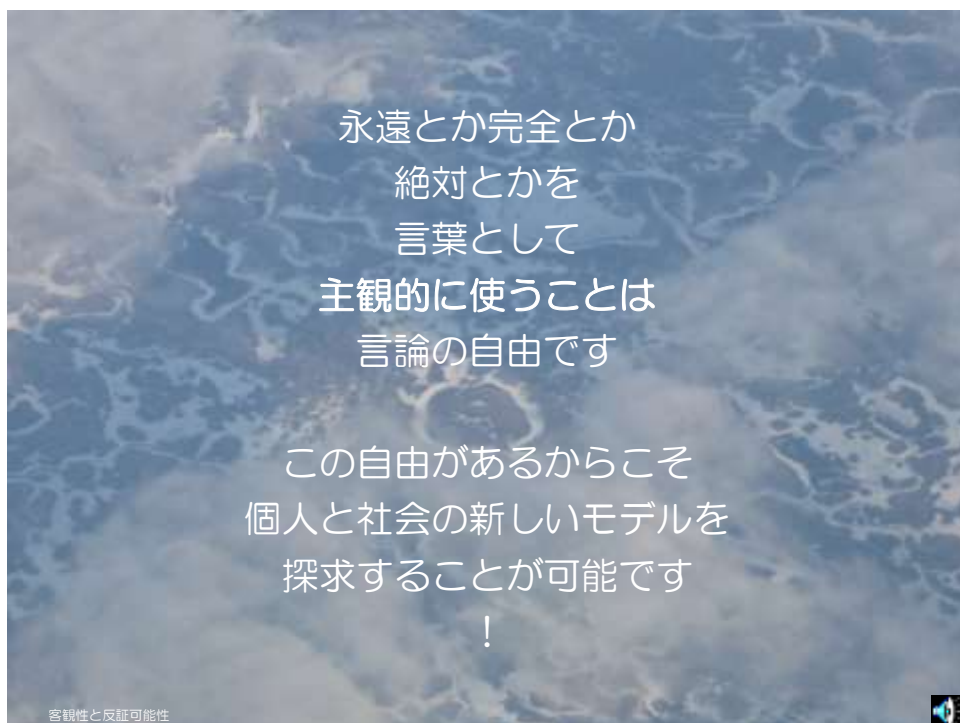 永遠とか完全とか
絶対とかを
言葉として
主観的に使うことは
言論の自由です
この自由があるからこそ
個人と社会の新しいモデルを
探求することが可能です
！
客観性と反証可能性